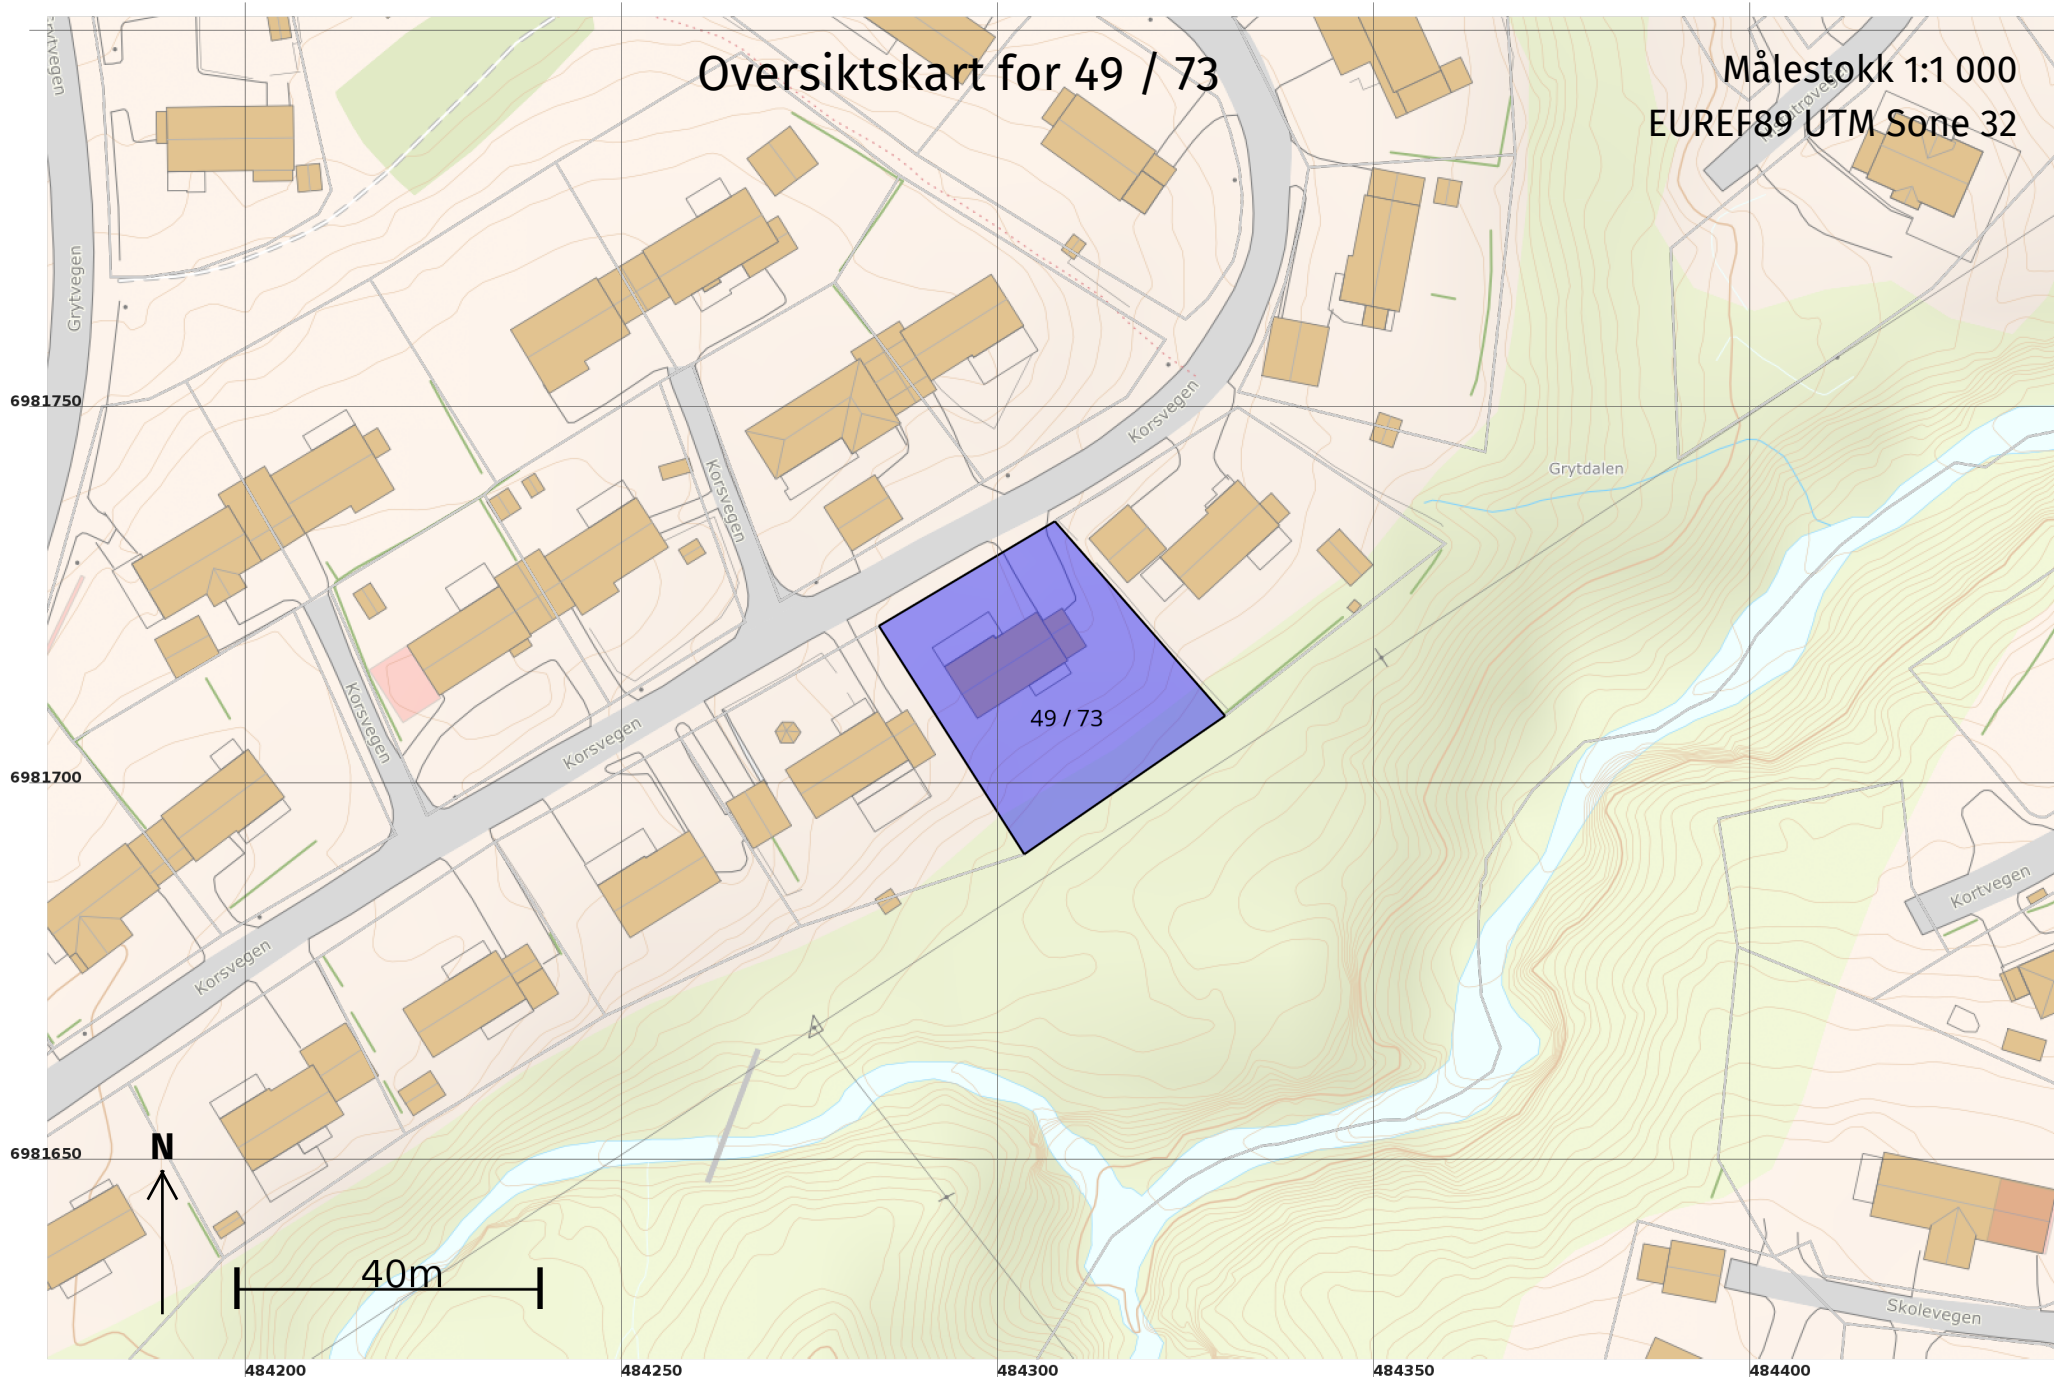 Oversiktskart for 49 / 73
Målestokk 1:1 000
EUREF89 UTM Sone 32
Grytvegen
Korsvegen
6981750
Korsvegen
Grytdalen
Korsvegen
49 / 73
Korsvegen
6981700
Kortvegen
Korsvegen
N
6981650
40m
Skolevegen
484200
484250
484300
484350
484400